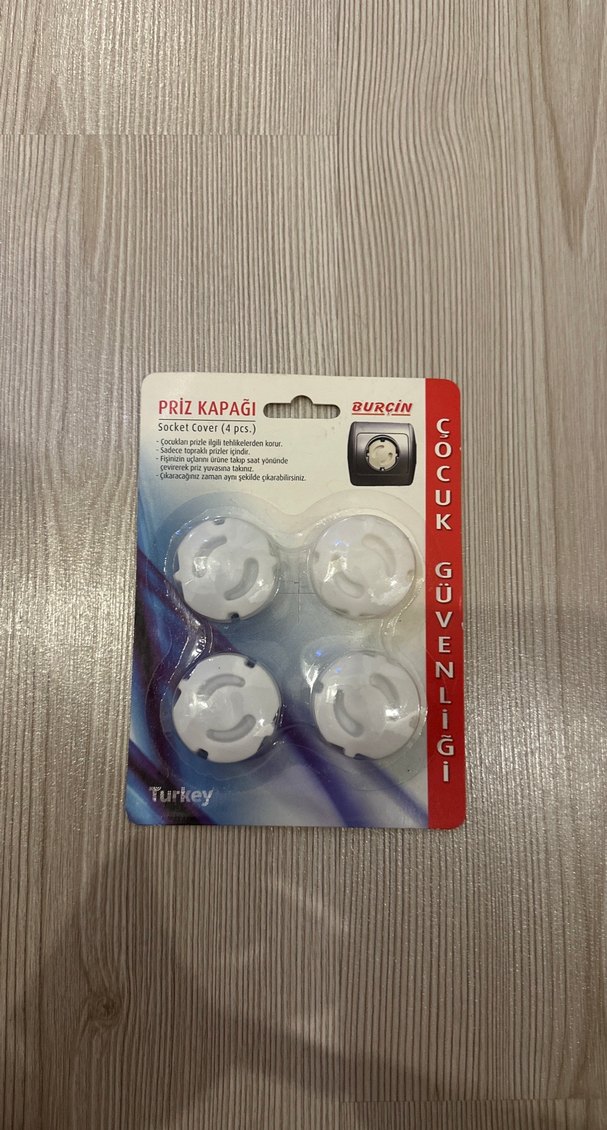 PRİZ KAPAĞI
Socket Cover (4 pcs.)
BURÇİN
- Çocukları prizle ilgili tehlikelerden korur.
- Sadece topraklı prizler içindir.
- Fişinizin uçlarını ürüne takıp saat yönünde
çevirerek priz yuvasına takınız.
- Çıkaracağınız zaman aynı şekilde çıkarabilirsiniz.
ÇOCUK GÜVENLİĞİ
Turkey